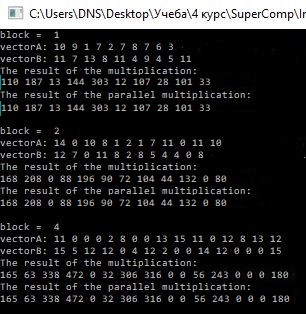 C:\Users\DNS\Desktop\Учеба\4 курс\SuperComp\In
block =  1
vectorA: 10 9 1 7 2 7 8 7 6 3
vectorB: 11 7 13 8 11 4 9 4 5 11
The result of the multiplication:
110 187 13 144 303 12 107 28 101 33
The result of the parallel multiplication:
110 187 13 144 303 12 107 28 101 33
block =  2
vectorA: 14 0 10 8 1 2 1 7 11 0 11 10
vectorB: 12 7 0 11 8 2 8 5 4 4 0 8
The result of the multiplication:
168 208 0 88 196 90 72 104 44 132 0 80
The result of the parallel multiplication:
168 208 0 88 196 90 72 104 44 132 0 80
block =  4
vectorA: 11 0 0 0 2 8 0 0 13 15 11 0 12 8 13 12
vectorB: 15 5 12 12 0 4 12 2 0 0 14 12 0 0 0 15
The result of the multiplication:
165 63 338 472 0 32 306 316 0 0 56 243 0 0 0 180
The result of the parallel multiplication:
165 63 338 472 0 32 306 316 0 0 56 243 0 0 0 180